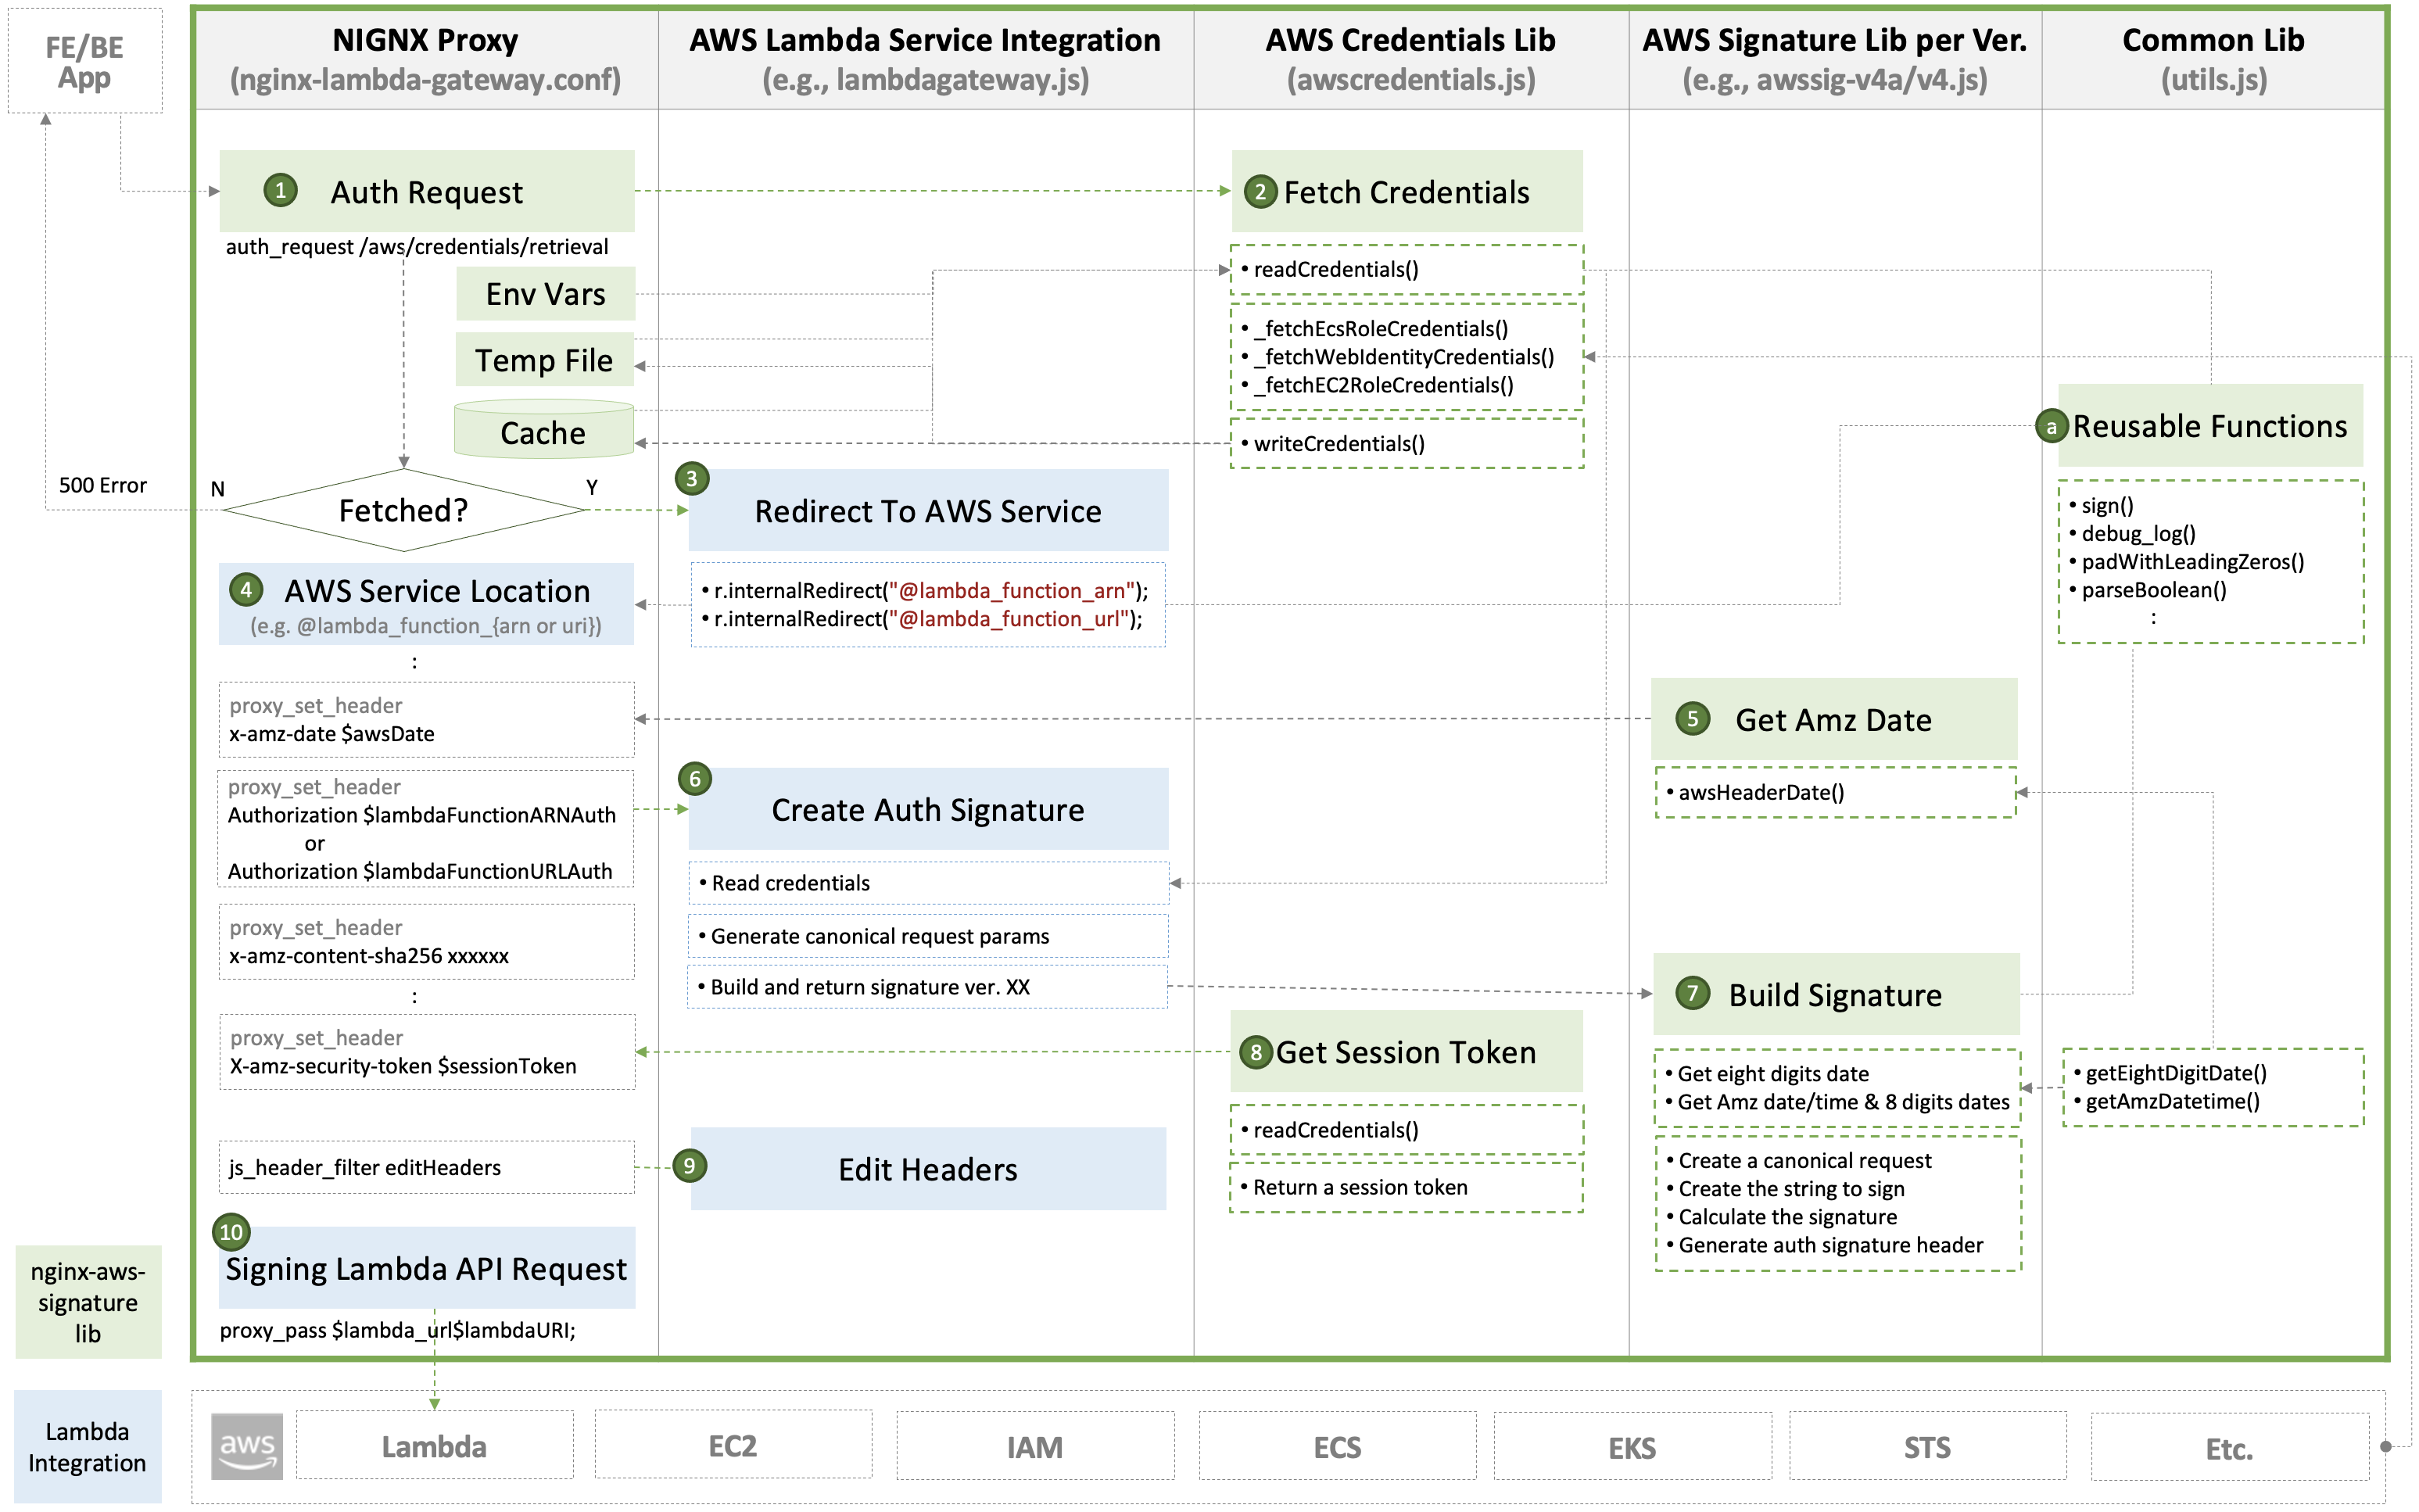 FE/BE
App
NIGNX Proxy
(nginx-lambda-gateway.conf)
AWS Lambda Service Integration
(e.g., lambdagateway.js)
AWS Credentials Lib
(awscredentials.js)
AWS Signature Lib per Ver.
(e.g., awssig-v4a/v4.js)
Common Lib
(utils.js)
1 Auth Request
auth_request /aws/credentials/retrieval
Env Vars
Temp File
Cache
2 Fetch Credentials
• readCredentials()
• _fetchEcsRoleCredentials()
• _fetchWebIdentityCredentials()
• _fetchEC2RoleCredentials()
• writeCredentials()
a Reusable Functions
• sign()
• debug_log()
• padWithLeadingZeros()
• parseBoolean()
:
500 Error
N
Fetched?
Y
3 Redirect To AWS Service
• r.internalRedirect("@lambda_function_arn");
• r.internalRedirect("@lambda_function_url");
4 AWS Service Location
(e.g. @lambda_function_{arn or uri})
:
proxy_set_header
x-amz-date $awsDate
5 Get Amz Date
• awsHeaderDate()
proxy_set_header
Authorization $lambdaFunctionARNAuth
or
Authorization $lambdaFunctionURLAuth
6 Create Auth Signature
• Read credentials
• Generate canonical request params
• Build and return signature ver. XX
proxy_set_header
x-amz-content-sha256 xxxxxx
:
7 Build Signature
• Get eight digits date
• Get Amz date/time & 8 digits dates
• Create a canonical request
• Create the string to sign
• Calculate the signature
• Generate auth signature header
• getEightDigitDate()
• getAmzDatetime()
proxy_set_header
X-amz-security-token $sessionToken
8 Get Session Token
• readCredentials()
• Return a session token
js_header_filter editHeaders
9 Edit Headers
10 Signing Lambda API Request
proxy_pass $lambda_url$lambdaURI;
nginx-aws-
signature
lib
Lambda
Integration
aws
Lambda
EC2
IAM
ECS
EKS
STS
Etc.